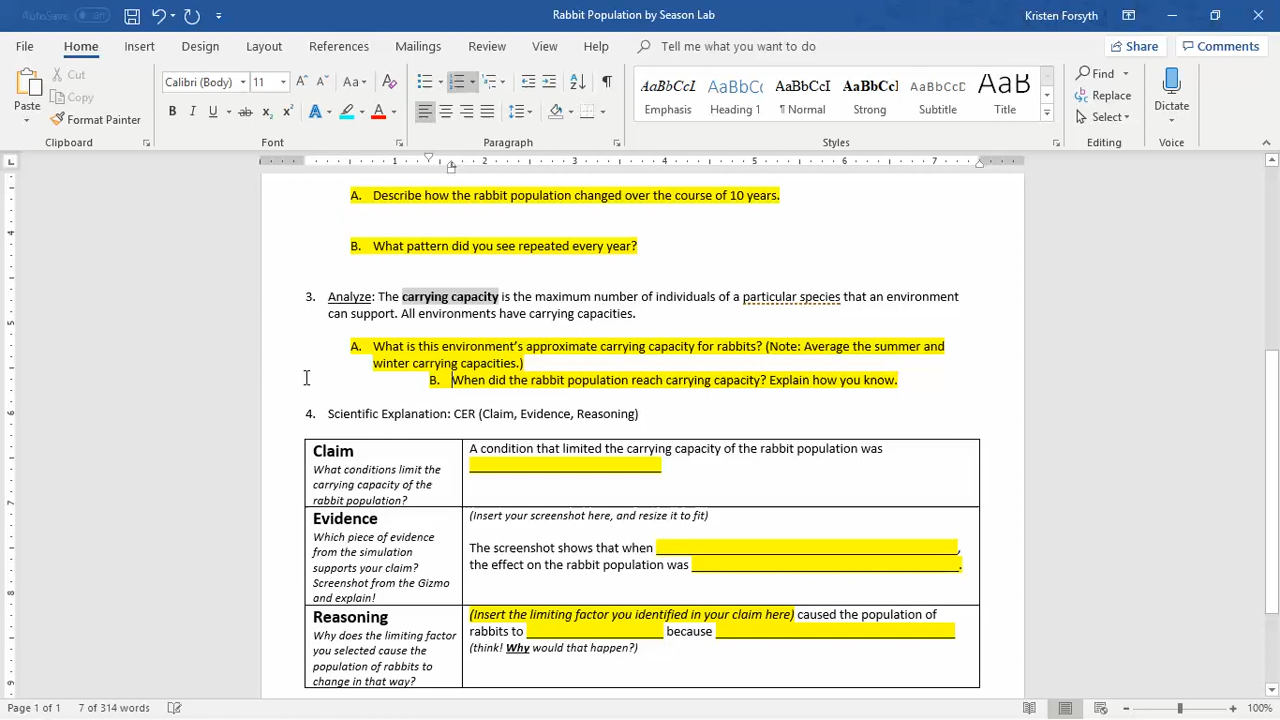 AutoSave Off
Rabbit Population by Season Lab
Kristen Forsyth
File Home Insert Design Layout References Mailings Review View Help Tell me what you want to do Share Comments
Paste
Cut
Copy
Format Painter
Clipboard
Calibri (Body) 11
Font
Paragraph
AaBbCcI AaBbCc AaBbCcI AaBbCcI AaBbCcD AaB
Emphasis Heading 1 ¶ Normal Strong Subtitle Title
Styles
Find
Replace
Select
Editing
Dictate
Voice
1 2 3 4 5 6 7
A. Describe how the rabbit population changed over the course of 10 years.
B. What pattern did you see repeated every year?
3. Analyze: The carrying capacity is the maximum number of individuals of a particular species that an environment
can support. All environments have carrying capacities.
A. What is this environment's approximate carrying capacity for rabbits? (Note: Average the summer and
winter carrying capacities.)
B. When did the rabbit population reach carrying capacity? Explain how you know.
4. Scientific Explanation: CER (Claim, Evidence, Reasoning)
Claim
What conditions limit the
carrying capacity of the
rabbit population?
A condition that limited the carrying capacity of the rabbit population was
Evidence
Which piece of evidence
from the simulation
supports your claim?
Screenshot from the Gizmo
and explain!
(Insert your screenshot here, and resize it to fit)
The screenshot shows that when ,
the effect on the rabbit population was .
Reasoning
Why does the limiting factor
you selected cause the
population of rabbits to
change in that way?
(Insert the limiting factor you identified in your claim here) caused the population of
rabbits to because
(think! Why would that happen?)
Page 1 of 1 7 of 314 words
100%